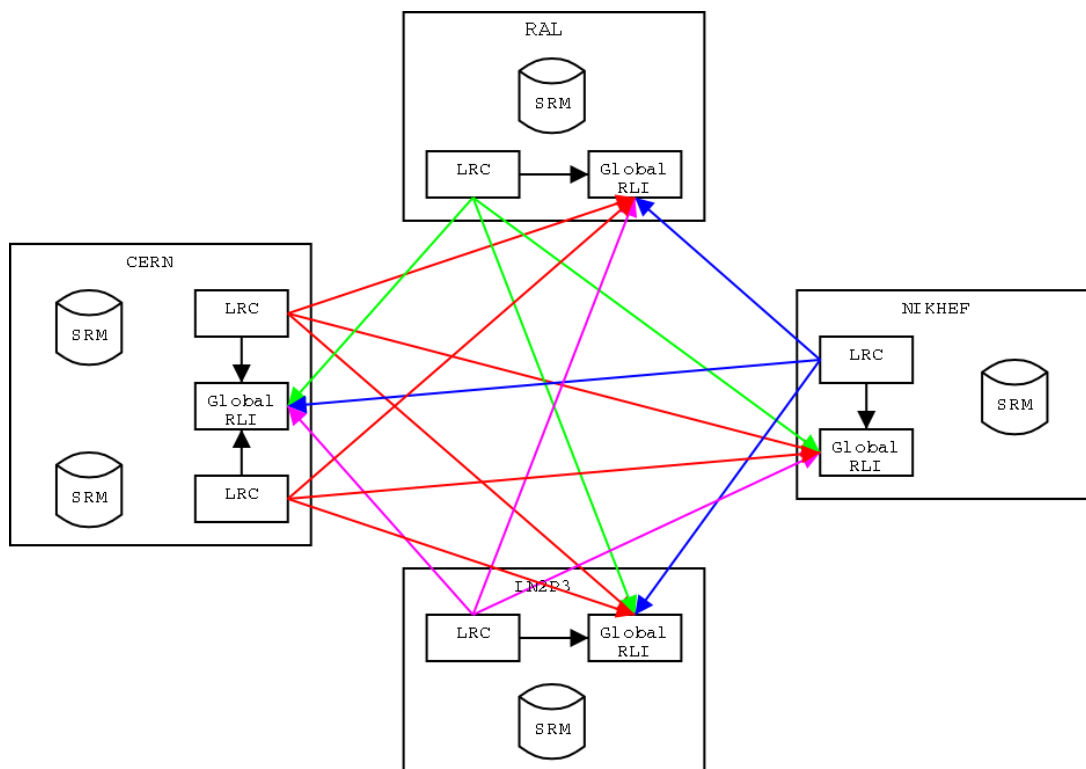 RAL
SRM
LRC
Global
RLI
CERN
SRM
LRC
Global
RLI
SRM
LRC
NIKHEF
LRC
SRM
Global
RLI
IN2P3
LRC
Global
RLI
SRM